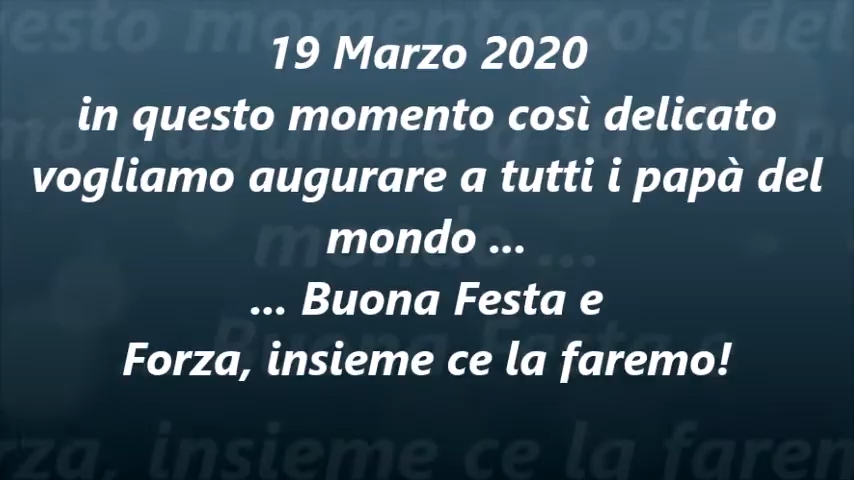 19 Marzo 2020
in questo momento così delicato
vogliamo augurare a tutti i papà del
mondo ...
... Buona Festa e
Forza, insieme ce la faremo!